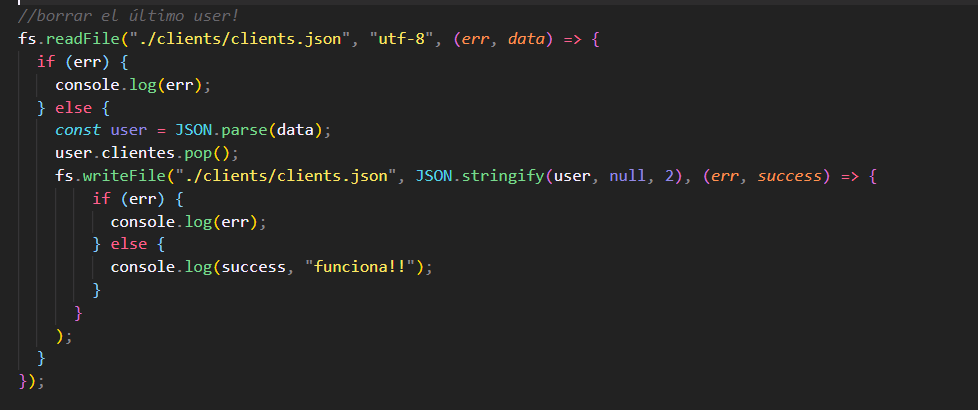 //borrar el último user!
fs.readFile("./clients/clients.json", "utf-8", (err, data) => {
  if (err) {
    console.log(err);
  } else {
    const user = JSON.parse(data);
    user.clientes.pop();
    fs.writeFile("./clients/clients.json", JSON.stringify(user, null, 2), (err, success) => {
        if (err) {
          console.log(err);
        } else {
          console.log(success, "funciona!!");
        }
      }
    );
  }
});